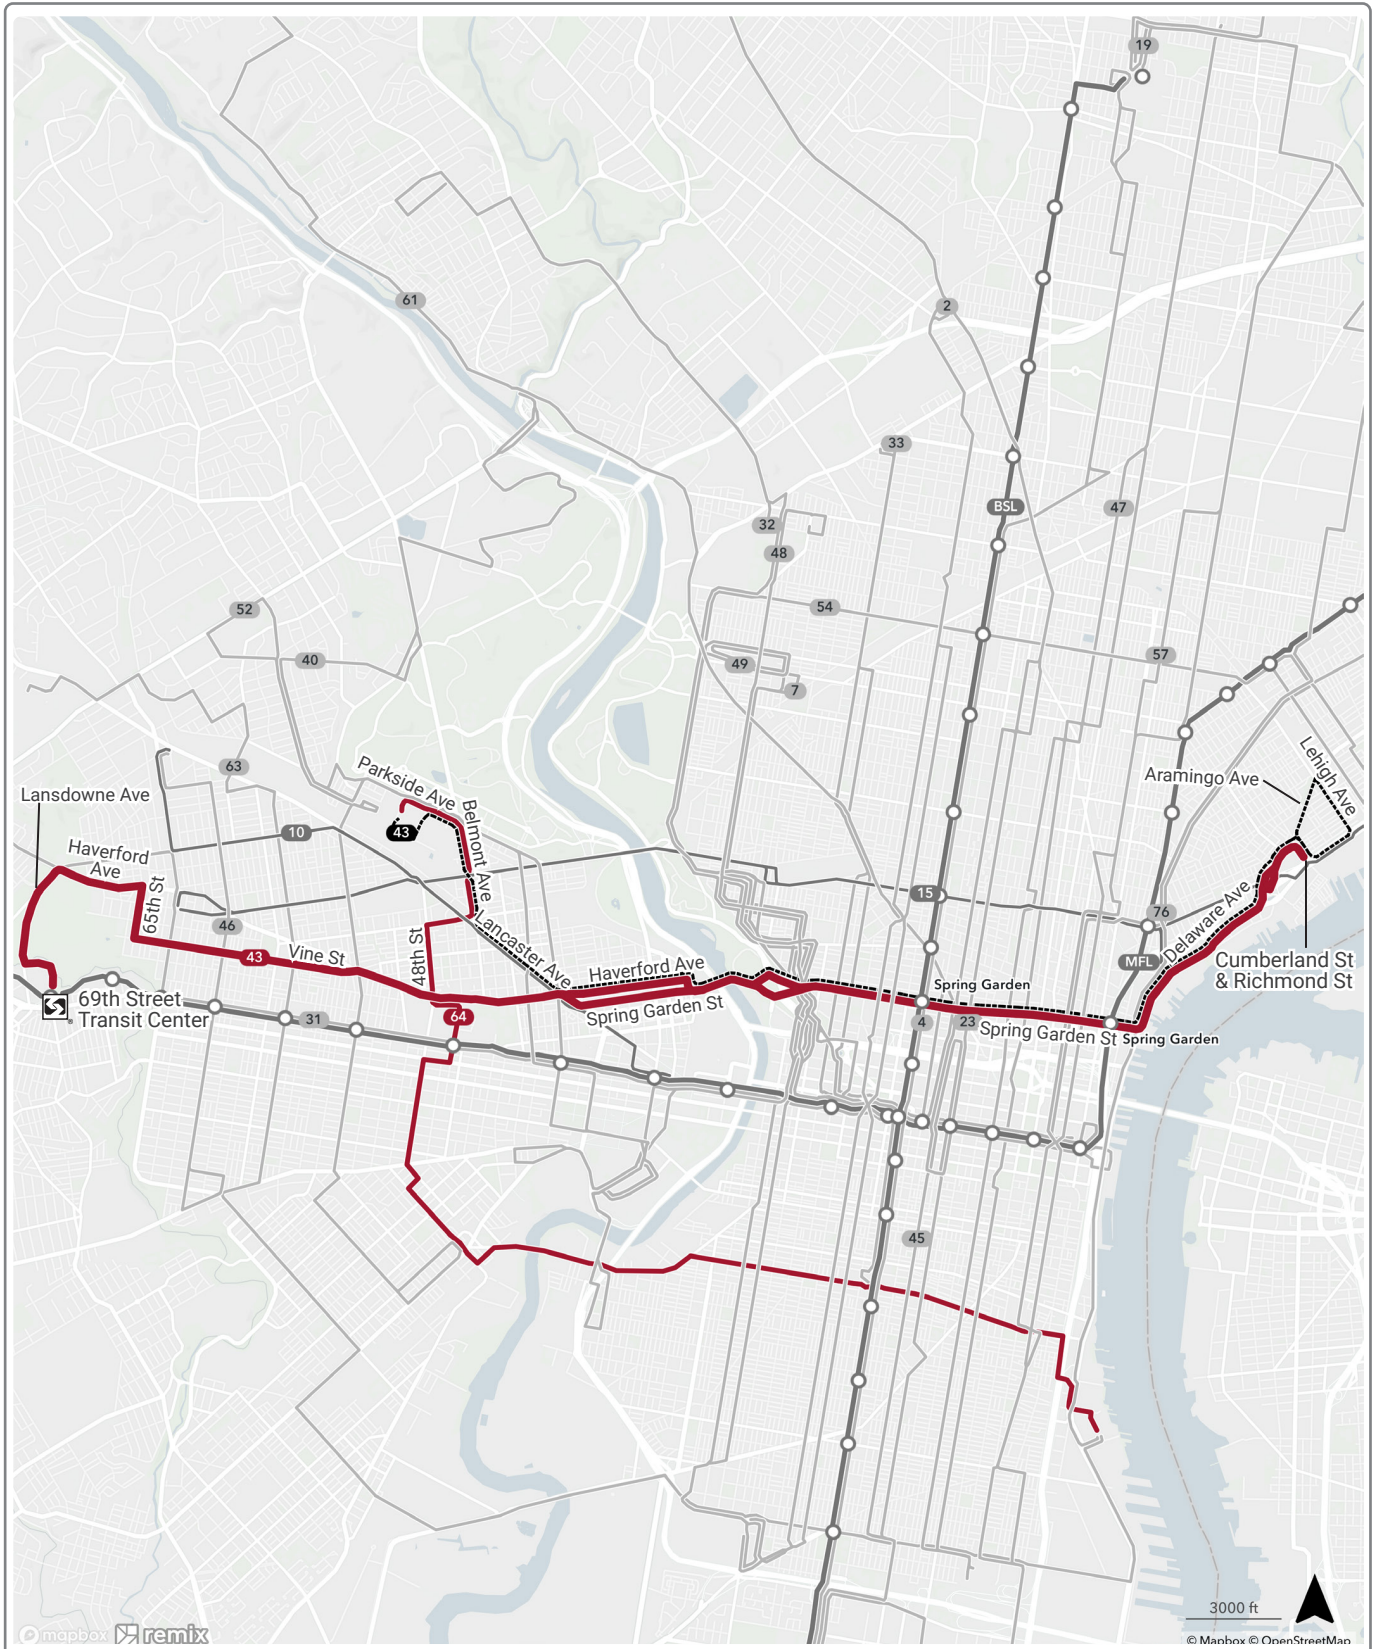 19
61
2
33
BSL
47
32
48
52
54
40
57
49
7
63
Parkside Ave
Aramingo Ave
Lehigh Ave
Lansdowne Ave
10
43
Belmont Ave
Haverford
Ave
15
65th St
46
76
Delaware Ave
Lancaster Ave
48th St
43
Vine St
MFL
Haverford Ave
Cumberland St
& Richmond St
Spring Garden
69th Street
Transit Center
31
64
Spring Garden St
4
23
Spring Garden St
Spring Garden
45
3000 ft
mapbox
remix
© Mapbox © OpenStreetMap